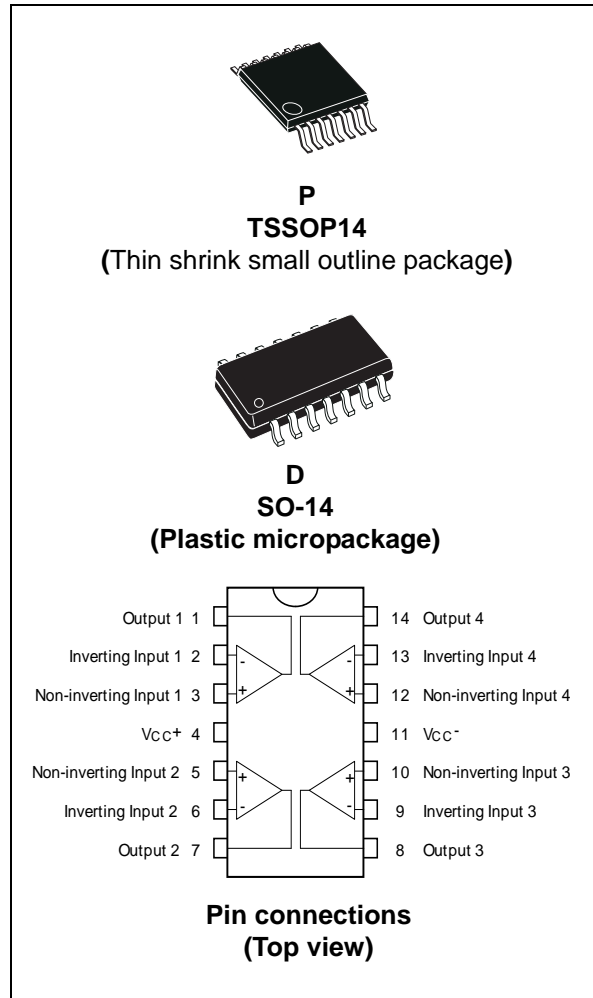 P
TSSOP14
(Thin shrink small outline package)
D
SO-14
(Plastic micropackage)
Output 1 1
14 Output 4
Inverting Input 1 2
-
-
13 Inverting Input 4
Non-inverting Input 1 3
+
+
12 Non-inverting Input 4
VCC+ 4
11 VCC-
Non-inverting Input 2 5
+
+
10 Non-inverting Input 3
Inverting Input 2 6
-
-
9 Inverting Input 3
Output 2 7
8 Output 3
Pin connections
(Top view)